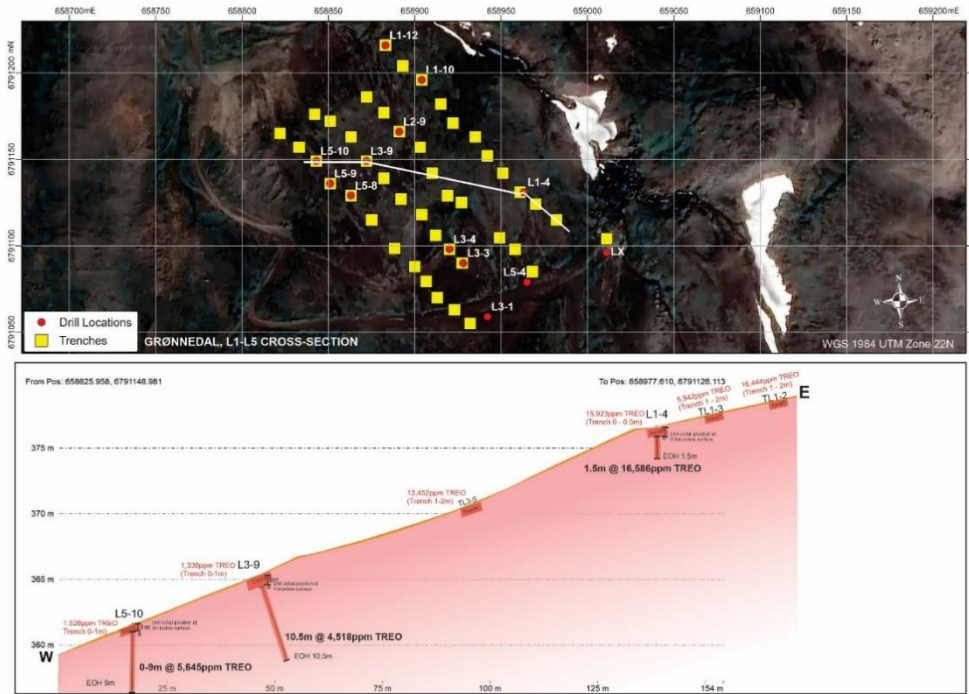 658700 mE
658750
658800
658850
658900
658950
659000
659050
659100
659150
659200 mE
6791200 mN
6791150
6791100
6791050
L1-12
L1-10
L2-9
L5-10
L3-9
L5-9
L5-8
L1-4
L3-4
L3-3
L5-4
LX
L3-1
N
W
E
S
Drill Locations
Trenches
GRØNNEDAL, L1-L5 CROSS-SECTION
WGS 1984 UTM Zone 22N
From Pos: 658825.958, 6791148.981
To Pos: 658977.610, 6791126.113
16,444ppm TREO
(Trench 1 - 2m)
TL1-2
E
5,542ppm TREO
(Trench 1 - 2m)
TL1-3
15,923ppm TREO
(Trench 0 - 0.5m)
L1-4
EOH 1.5m
1.5m @ 16,586ppm TREO
375 m
13,452ppm TREO
(Trench 1-2m)
TL3-5
370 m
1,339ppm TREO
(Trench 0-1m)
L3-9
365 m
10.5m @ 4,518ppm TREO
EOH 10.5m
1,526ppm TREO
Trench 0-1m)
L5-10
360 m
W
0-9m @ 5,645ppm TREO
EOH 9m
25 m
50 m
75 m
100 m
125 m
154 m